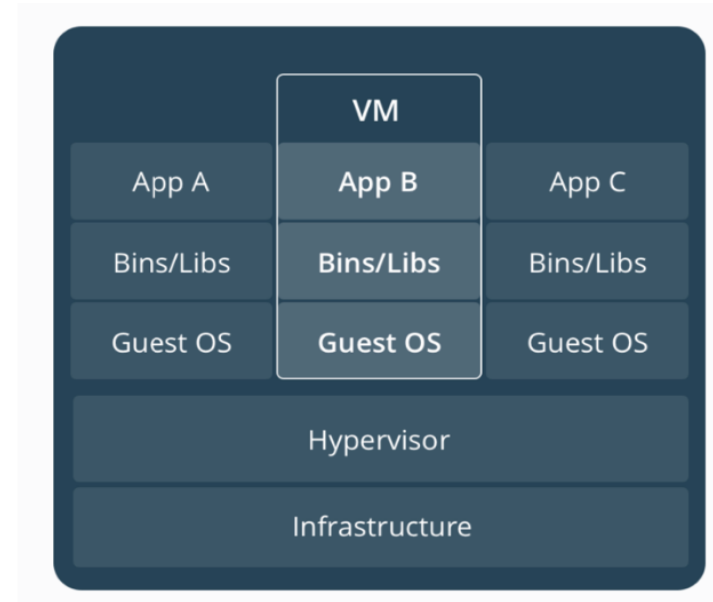 VM
App A App B App C
Bins/Libs Bins/Libs Bins/Libs
Guest OS Guest OS Guest OS
Hypervisor
Infrastructure